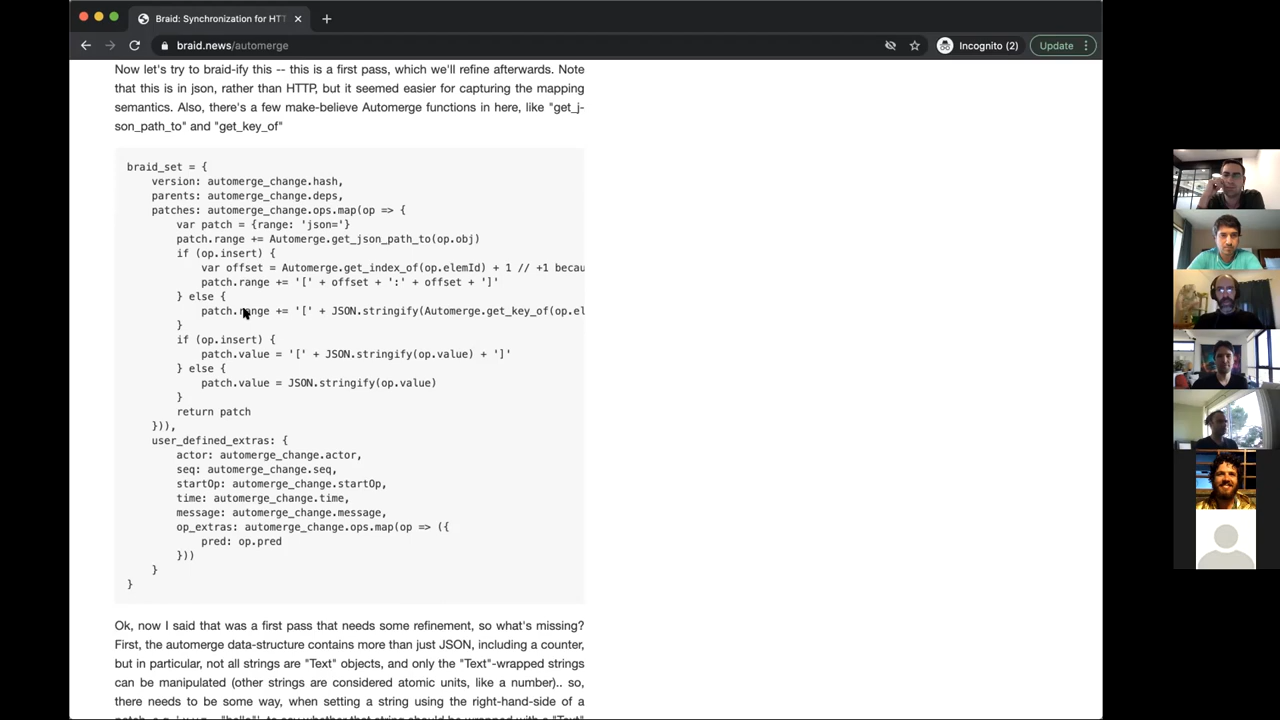 Braid: Synchronization for HTT
braid.news/automerge
Incognito (2)
Update
Now let's try to braid-ify this -- this is a first pass, which we'll refine afterwards. Note
that this is in json, rather than HTTP, but it seemed easier for capturing the mapping
semantics. Also, there's a few make-believe Automerge functions in here, like "get_j-
son_path_to" and "get_key_of"
braid_set = {
version: automerge_change.hash,
parents: automerge_change.deps,
patches: automerge_change.ops.map(op => {
var patch = {range: 'json='}
patch.range += Automerge.get_json_path_to(op.obj)
if (op.insert) {
var offset = Automerge.get_index_of(op.elemId) + 1 // +1 becau
patch.range += '[' + offset + ':' + offset + ']'
} else {
patch.range += '[' + JSON.stringify(Automerge.get_key_of(op.el
}
if (op.insert) {
patch.value = '[' + JSON.stringify(op.value) + ']'
} else {
patch.value = JSON.stringify(op.value)
}
return patch
})),
user_defined_extras: {
actor: automerge_change.actor,
seq: automerge_change.seq,
startOp: automerge_change.startOp,
time: automerge_change.time,
message: automerge_change.message,
op_extras: automerge_change.ops.map(op => ({
pred: op.pred
}))
}
}
Ok, now I said that was a first pass that needs some refinement, so what's missing?
First, the automerge data-structure contains more than just JSON, including a counter,
but in particular, not all strings are "Text" objects, and only the "Text"-wrapped strings
can be manipulated (other strings are considered atomic units, like a number).. so,
there needs to be some way, when setting a string using the right-hand-side of a